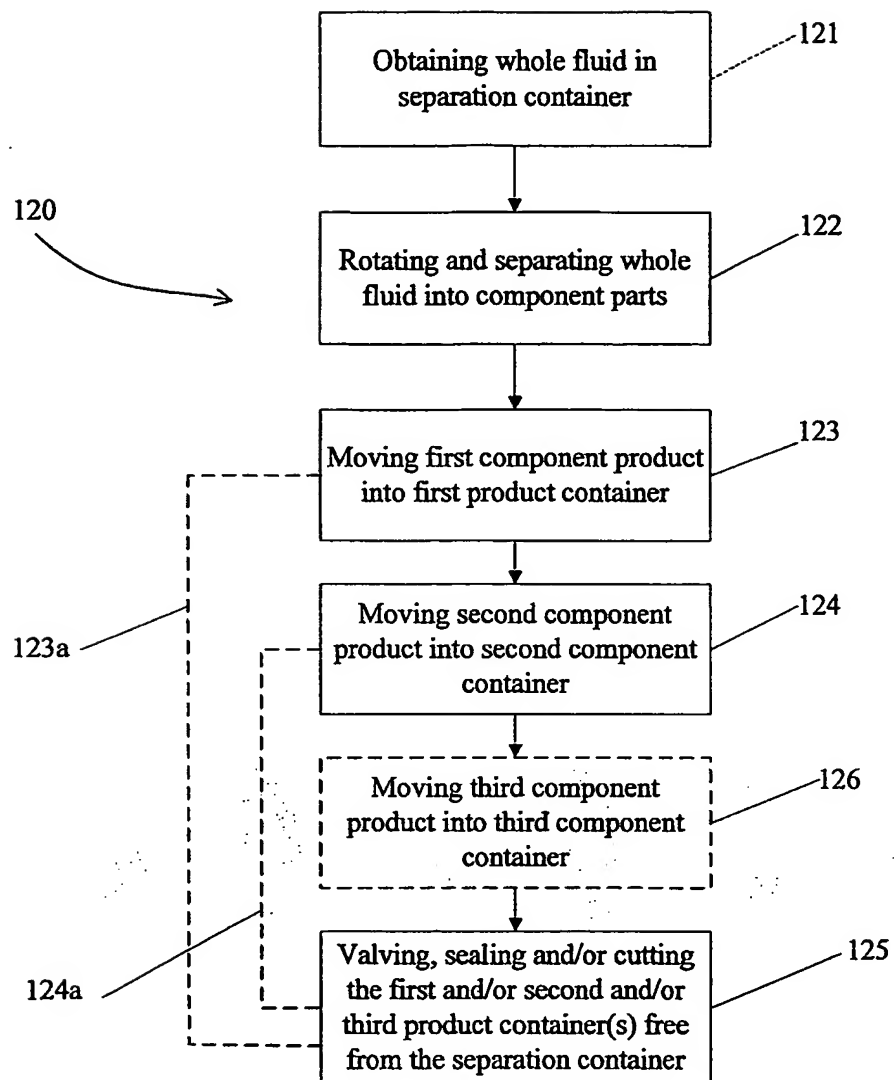 121
Obtaining whole fluid in
separation container
120
122
Rotating and separating whole
fluid into component parts
123
Moving first component product
into first product container
124
Moving second component
product into second component
container
123a
126
Moving third component
product into third component
container
125
Valving, sealing and/or cutting
the first and/or second and/or
third product container(s) free
from the separation container
124a